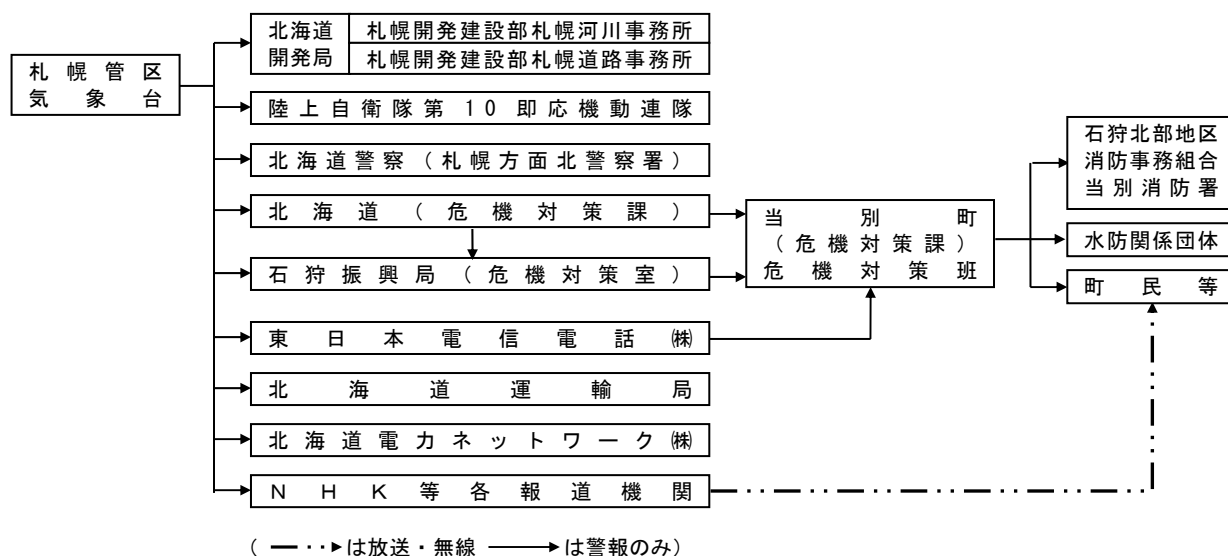 札幌管区
気象台
北海道
開発局
札幌開発建設部札幌河川事務所
札幌開発建設部札幌道路事務所
陸上自衛隊第10即応機動連隊
北海道警察(札幌方面北警察署)
北海道(危機対策課)
石狩振興局(危機対策室)
東日本電信電話㈱
北海道運輸局
北海道電力ネットワーク㈱
NHK等各報道機関
当別町
(危機対策課)
危機対策班
石狩北部地区
消防事務組合
当別消防署
水防関係団体
町民等
( は放送・無線 は警報のみ)